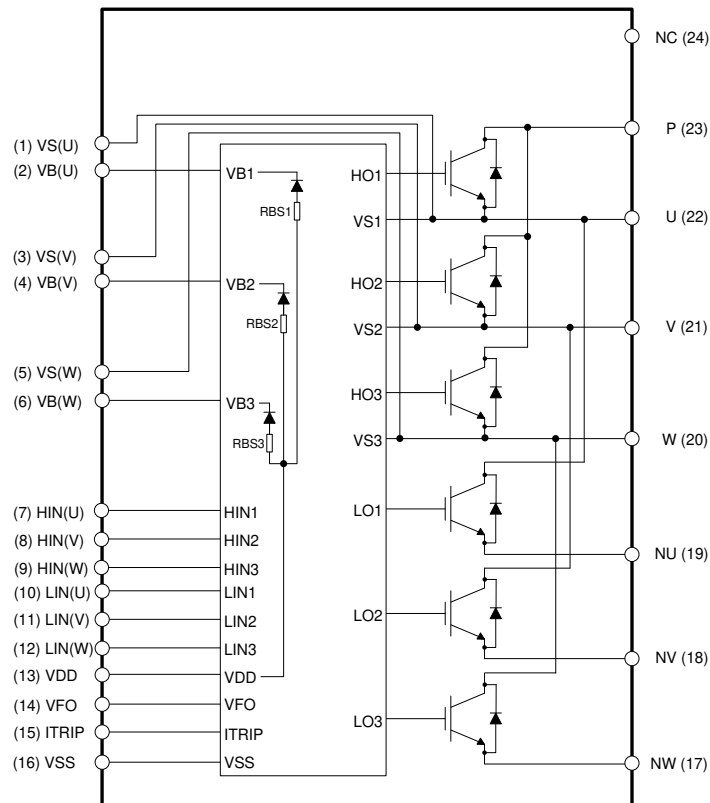 NC (24)
P (23)
(1) VS(U)
(2) VB(U)
VB1
HO1
RBS1
VS1
U (22)
(3) VS(V)
(4) VB(V)
VB2
HO2
RBS2
VS2
V (21)
(5) VS(W)
(6) VB(W)
VB3
HO3
RBS3
VS3
W (20)
(7) HIN(U)
HIN1
LO1
(8) HIN(V)
HIN2
NU (19)
(9) HIN(W)
HIN3
(10) LIN(U)
LIN1
(11) LIN(V)
LIN2
LO2
(12) LIN(W)
LIN3
NV (18)
(13) VDD
VDD
(14) VFO
VFO
LO3
(15) ITRIP
ITRIP
(16) VSS
VSS
NW (17)